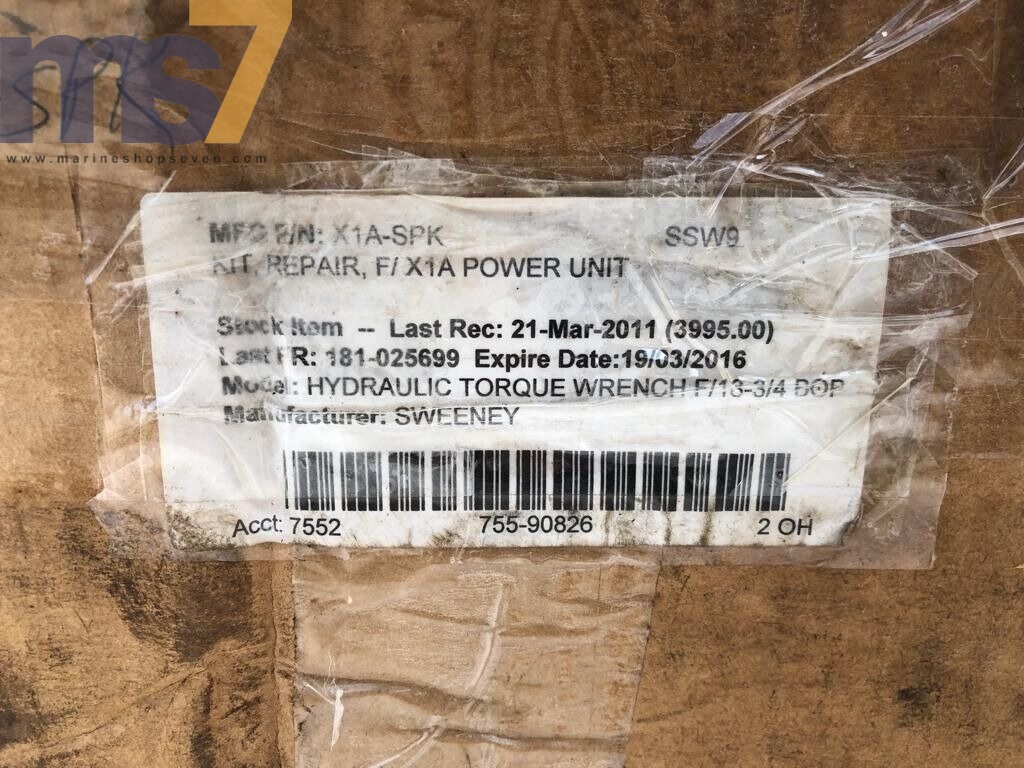 ms7
SPK
www.marineshopseven.com
MFG P/N: X1A-SPK SSW9
KIT, REPAIR, F/ X1A POWER UNIT
Stock Item -- Last Rec: 21-Mar-2011 (3995.00)
Last PR: 181-025699 Expire Date:19/03/2016
Model: HYDRAULIC TORQUE WRENCH F/13-3/4 BOP
Manufacturer: SWEENEY
Acct: 7552 755-90826 2 OH